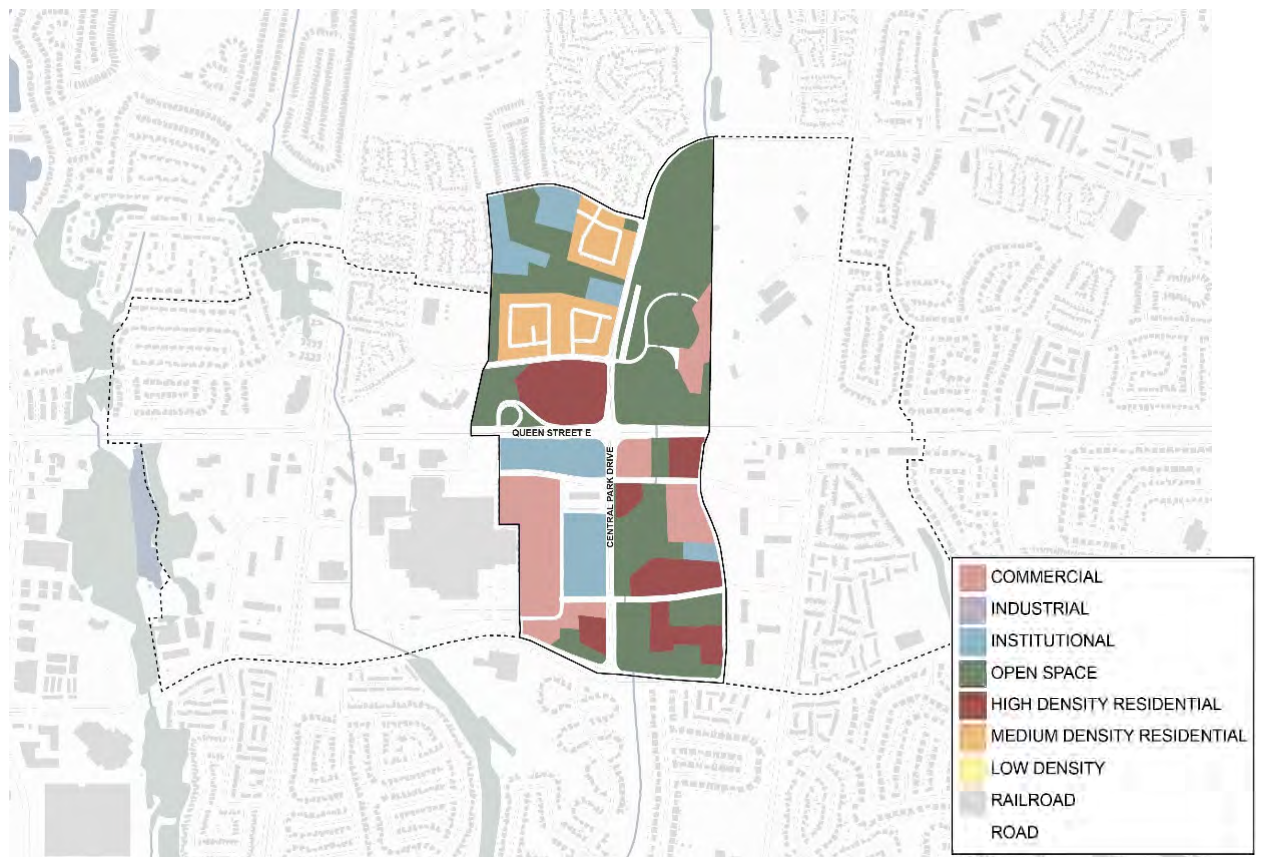 QUEEN STREET E
CENTRAL PARK DRIVE
COMMERCIAL
INDUSTRIAL
INSTITUTIONAL
OPEN SPACE
HIGH DENSITY RESIDENTIAL
MEDIUM DENSITY RESIDENTIAL
LOW DENSITY
RAILROAD
ROAD